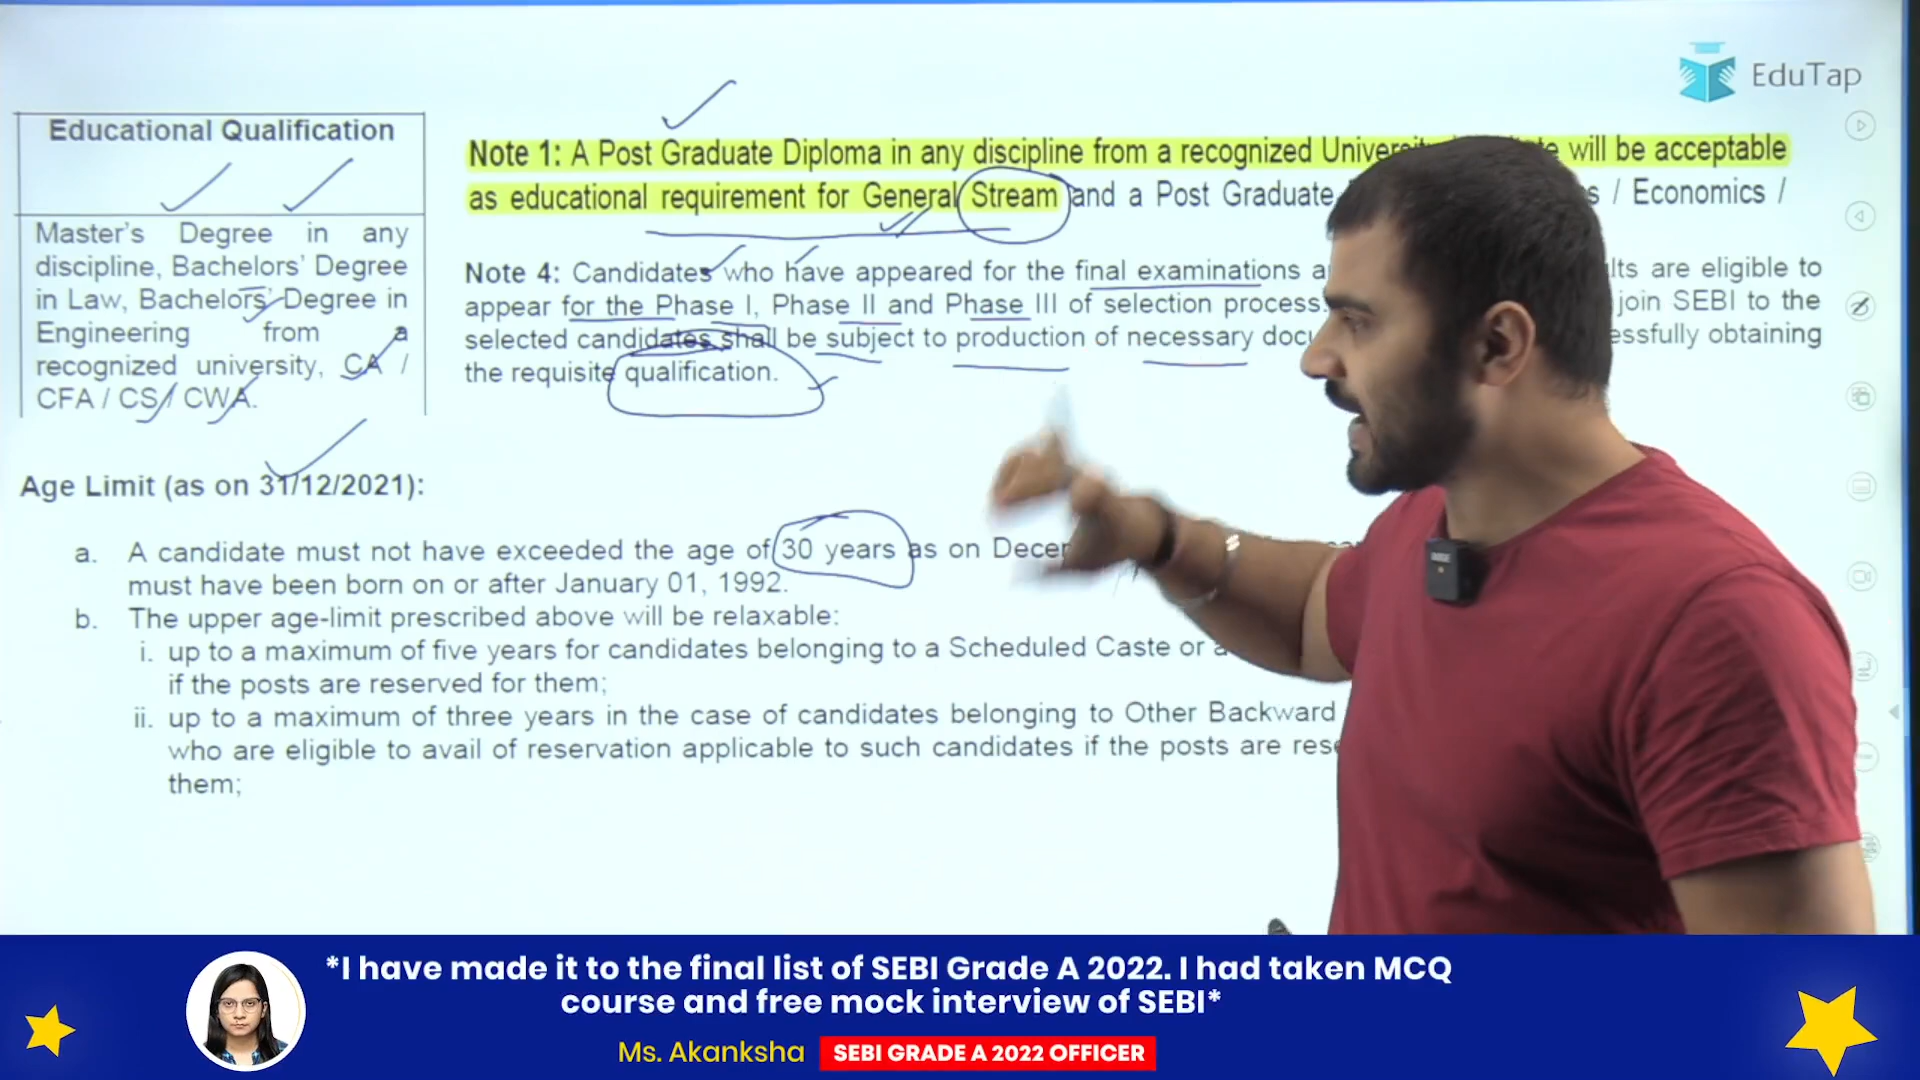 EduTap
Educational Qualification
Master's Degree in any
discipline, Bachelors' Degree
in Law, Bachelors' Degree in
Engineering from a
recognized university, CA /
CFA / CS / CWA.
Note 1: A Post Graduate Diploma in any discipline from a recognized will be acceptable
as educational requirement for General Stream and a Post Graduate / Economics /
Note 4: Candidates who have appeared for the final examinations are eligible to
appear for the Phase I, Phase II and Phase III of selection process. join SEBI to the
selected candidates shall be subject to production of necessary obtaining
the requisite qualification.
Age Limit (as on 31/12/2021):
a. A candidate must not have exceeded the age of 30 years as on
must have been born on or after January 01, 1992.
b. The upper age-limit prescribed above will be relaxable:
i. up to a maximum of five years for candidates belonging to a Scheduled Caste or
if the posts are reserved for them;
ii. up to a maximum of three years in the case of candidates belonging to Other Backward
who are eligible to avail of reservation applicable to such candidates if the posts are
them;
*I have made it to the final list of SEBI Grade A 2022. I had taken MCQ
course and free mock interview of SEBI*
Ms. Akanksha SEBI GRADE A 2022 OFFICER